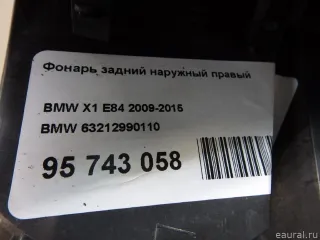 Фонарь задний наружный правый
BMW X1 E84 2009-2015
BMW 63212990110
95 743 058
eaural.ru